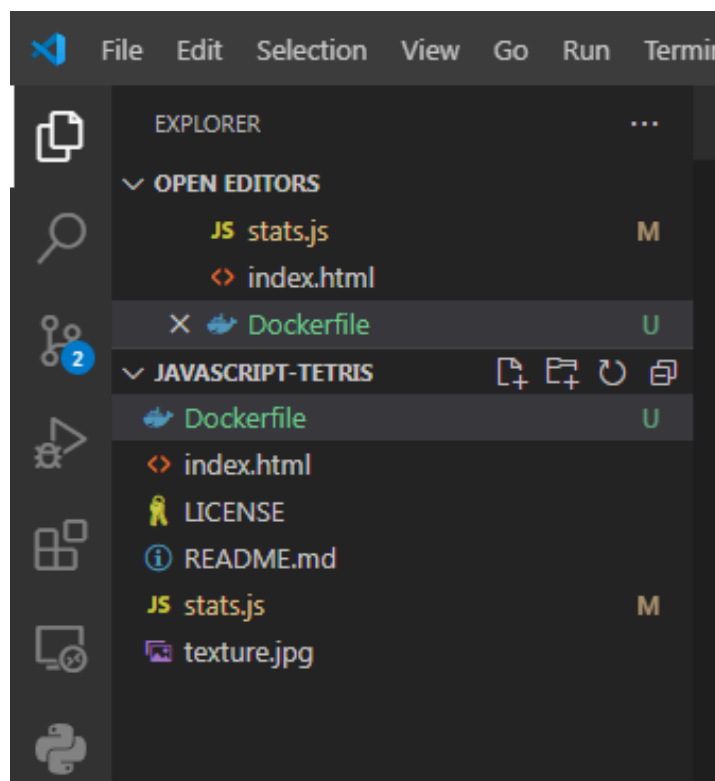 File Edit Selection View Go Run Termin
EXPLORER
OPEN EDITORS
JS stats.js M
<> index.html
Dockerfile U
2
JAVASCRIPT-TETRIS
Dockerfile U
<> index.html
LICENSE
README.md
JS stats.js M
texture.jpg